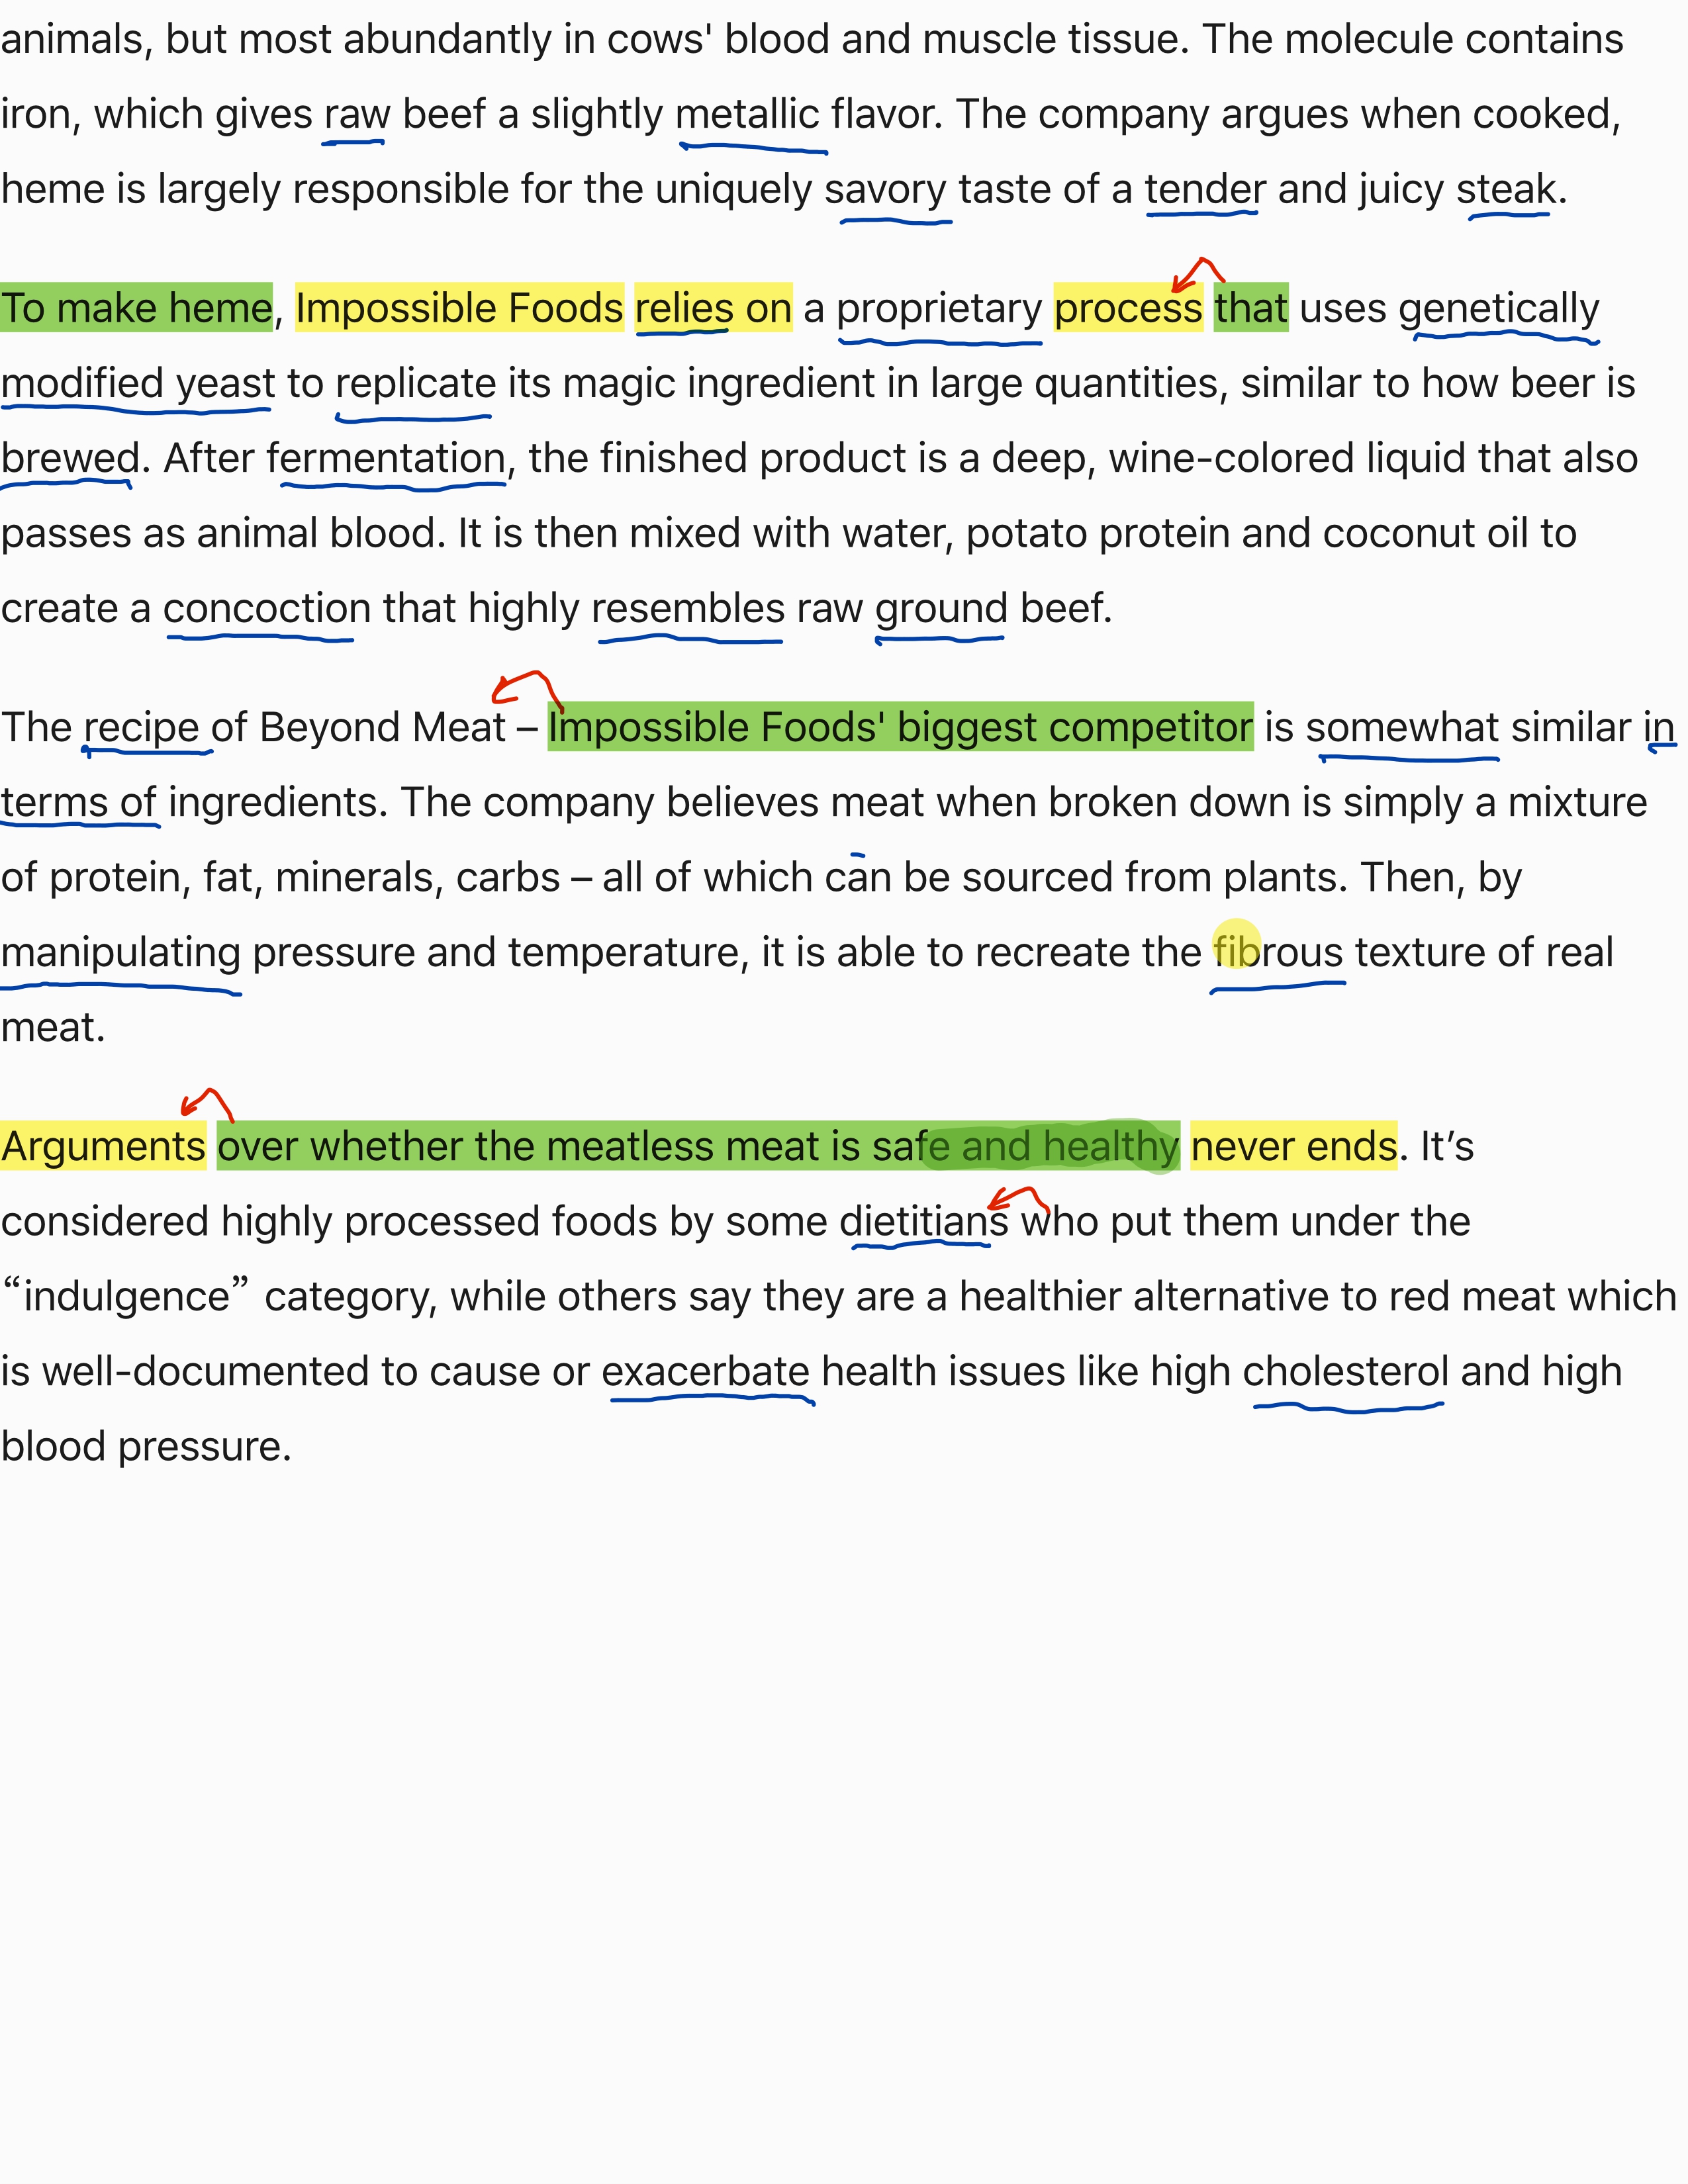 animals, but most abundantly in cows' blood and muscle tissue. The molecule contains
iron, which gives raw beef a slightly metallic flavor. The company argues when cooked,
heme is largely responsible for the uniquely savory taste of a tender and juicy steak.
To make heme, Impossible Foods relies on a proprietary process that uses genetically
modified yeast to replicate its magic ingredient in large quantities, similar to how beer is
brewed. After fermentation, the finished product is a deep, wine-colored liquid that also
passes as animal blood. It is then mixed with water, potato protein and coconut oil to
create a concoction that highly resembles raw ground beef.
The recipe of Beyond Meat – Impossible Foods' biggest competitor is somewhat similar in
terms of ingredients. The company believes meat when broken down is simply a mixture
of protein, fat, minerals, carbs – all of which can be sourced from plants. Then, by
manipulating pressure and temperature, it is able to recreate the fibrous texture of real
meat.
Arguments over whether the meatless meat is safe and healthy never ends. It’s
considered highly processed foods by some dietitians who put them under the
“indulgence” category, while others say they are a healthier alternative to red meat which
is well-documented to cause or exacerbate health issues like high cholesterol and high
blood pressure.